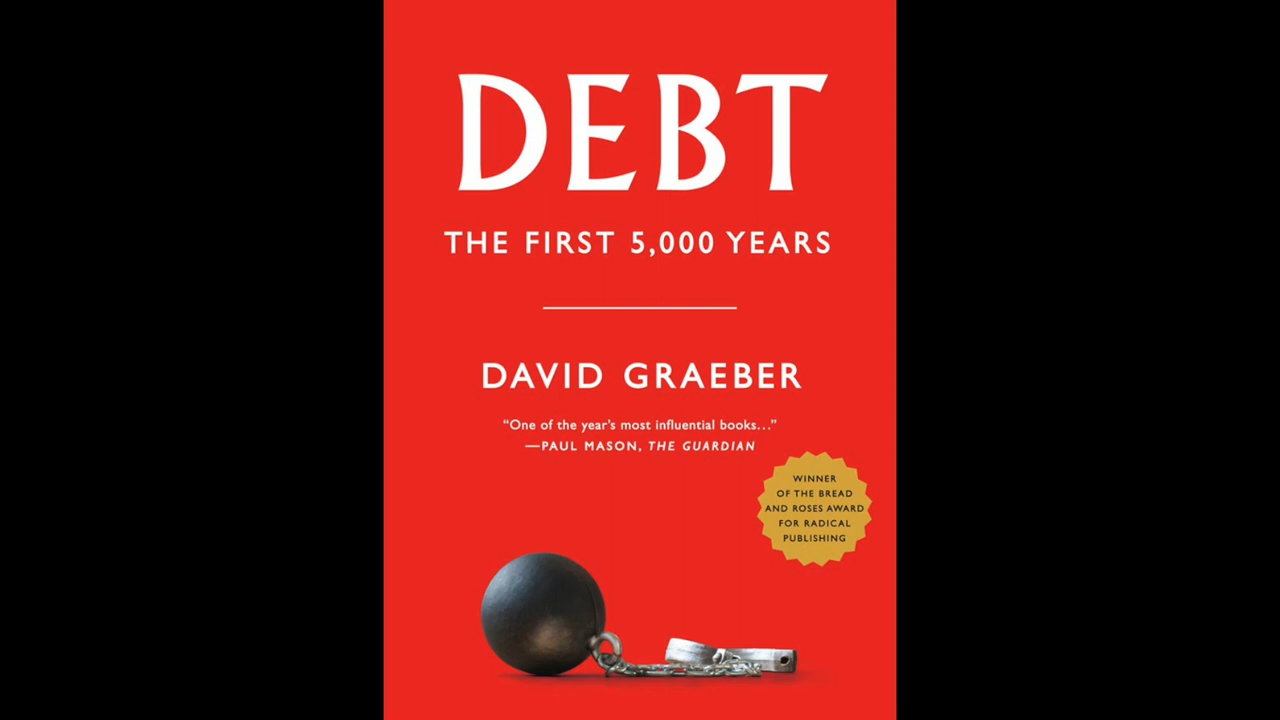 DEBT
THE FIRST 5,000 YEARS
DAVID GRAEBER
“One of the year’s most influential books...”
—PAUL MASON, THE GUARDIAN
WINNER
OF THE BREAD
AND ROSES AWARD
FOR RADICAL
PUBLISHING